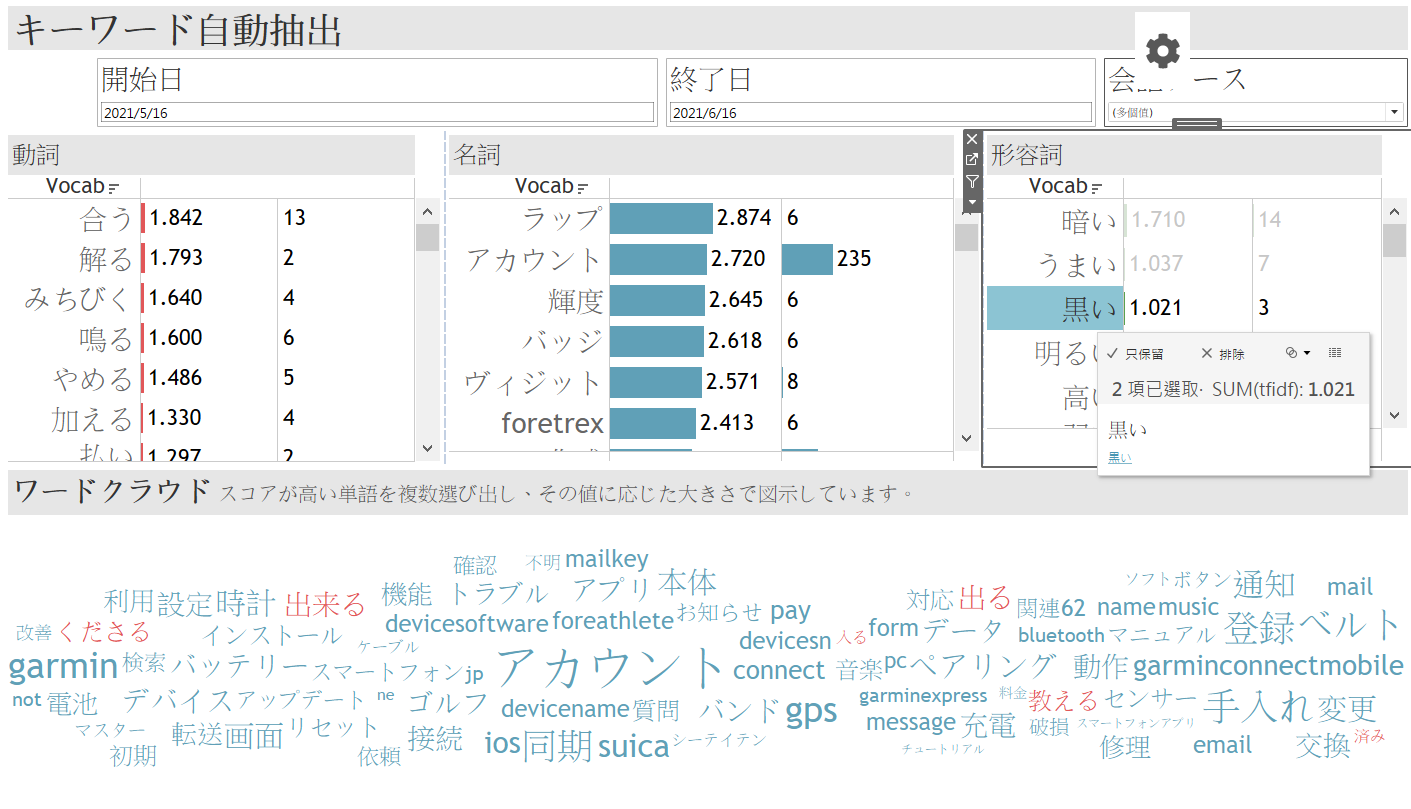 キーワード自動抽出
開始日
2021/5/16
終了日
2021/6/16
会 ース
(多個值)
動詞
Vocab
合う 1.842 13
解る 1.793 2
みちびく 1.640 4
鳴る 1.600 6
やめる 1.486 5
加える 1.330 4
払い 1.297 2
名詞
Vocab
ラップ 2.874 6
アカウント 2.720 235
輝度 2.645 6
バッジ 2.618 6
ヴィジット 2.571 8
foretrex 2.413 6
形容詞
Vocab
暗い 1.710 14
うまい 1.037 7
黒い 1.021 3
明るい
高い
只保留 排除
2 項已選取· SUM(tfidf): 1.021
黒い
黒い
ワードクラウド スコアが高い単語を複数選び出し、その値に応じた大きさで図示しています。
確認 不明 mailkey
利用 設定 時計 出来る 機能 トラブル アプリ 本体
改善 くださる インストール ケーブル devicesoftware foreathlete お知らせ pay
garmin 検索 バッテリー スマートフォン jp アカウント connect devicesn
not 電池 デバイス アップデート ne ゴルフ devicename 質問 バンド gps
マスター 転送 画面 リセット 接続 ios 同期 suica シーテイテン
初期 依頼
対応 出る 関連 62 name music ソフト ボタン 通知 mail
入る form データ bluetooth マニュアル 登録 ベルト
音楽 pc ペアリング 動作 garminconnectmobile
garminexpress 料金 教える センサー 手入れ 変更
message 充電 破損 スマートフォンアプリ
チュートリアル 修理 email 交換 済み